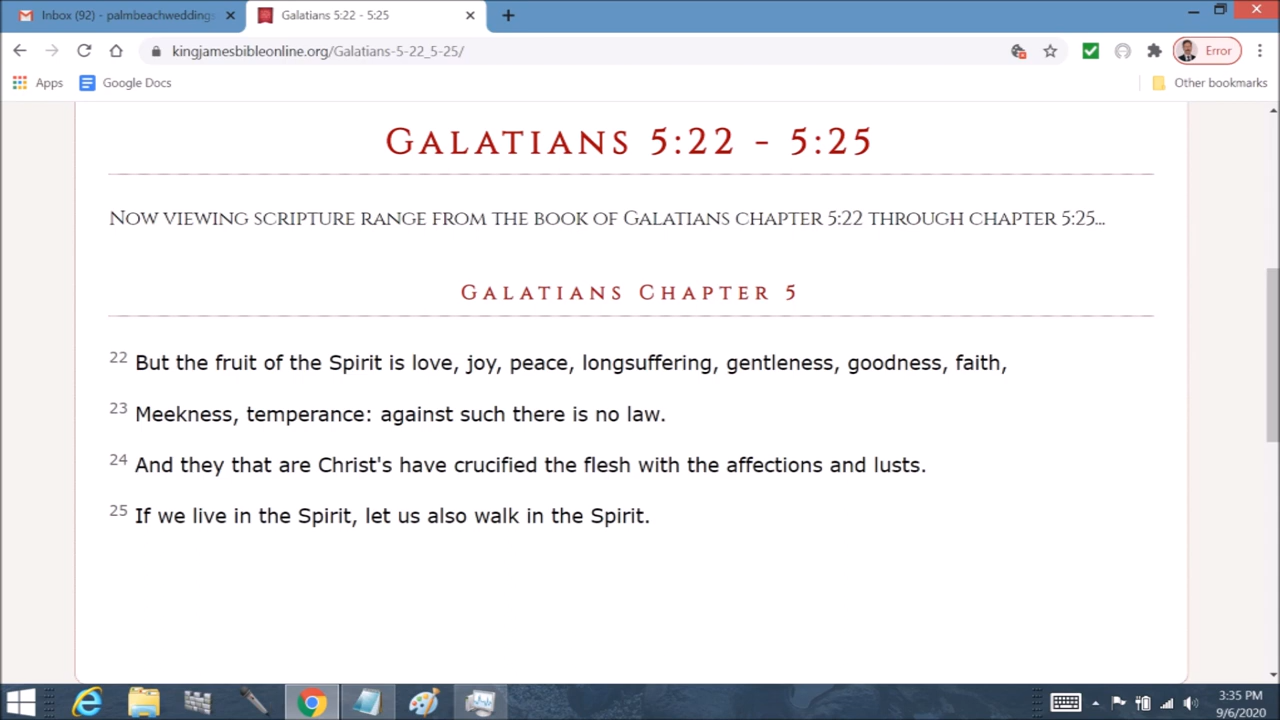 Inbox (92) - palmbeachweddings
Galatians 5:22 - 5:25
kingjamesbibleonline.org/Galatians-5-22_5-25/
Error
Apps
Google Docs
Other bookmarks
Galatians 5:22 - 5:25
Now viewing scripture range from the book of Galatians chapter 5:22 through chapter 5:25...
Galatians Chapter 5
22 But the fruit of the Spirit is love, joy, peace, longsuffering, gentleness, goodness, faith,
23 Meekness, temperance: against such there is no law.
24 And they that are Christ's have crucified the flesh with the affections and lusts.
25 If we live in the Spirit, let us also walk in the Spirit.
3:35 PM
9/6/2020